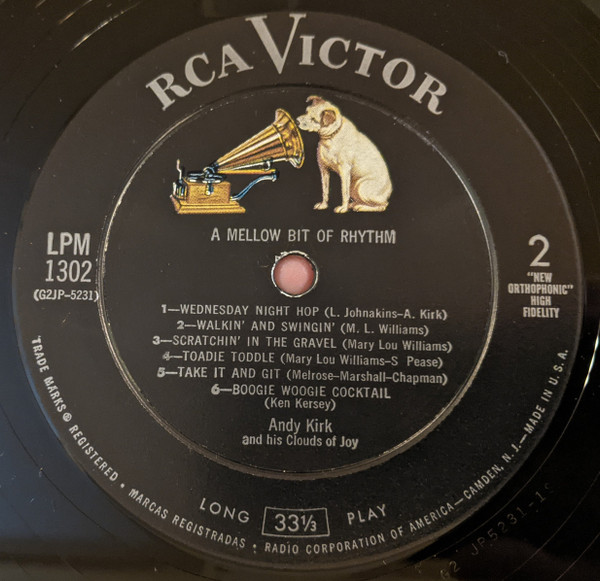 RCA VICTOR
A MELLOW BIT OF RHYTHM
LPM
1302
(G2JP-5231)
2
"NEW
ORTHOPHONIC"
HIGH
FIDELITY
1—WEDNESDAY NIGHT HOP (L. Johnakins–A. Kirk)
2—WALKIN' AND SWINGIN' (M. L. Williams)
3—SCRATCHIN' IN THE GRAVEL (Mary Lou Williams)
4—TOADIE TODDLE (Mary Lou Williams–S Pease)
5—TAKE IT AND GIT (Melrose–Marshall–Chapman)
6—BOOGIE WOOGIE COCKTAIL
(Ken Kersey)
Andy Kirk
and his Clouds of Joy
LONG 33⅓ PLAY
TRADE MARKS ® REGISTERED • MARCAS REGISTRADAS • RADIO CORPORATION OF AMERICA—CAMDEN, N. J.—MADE IN U. S. A.